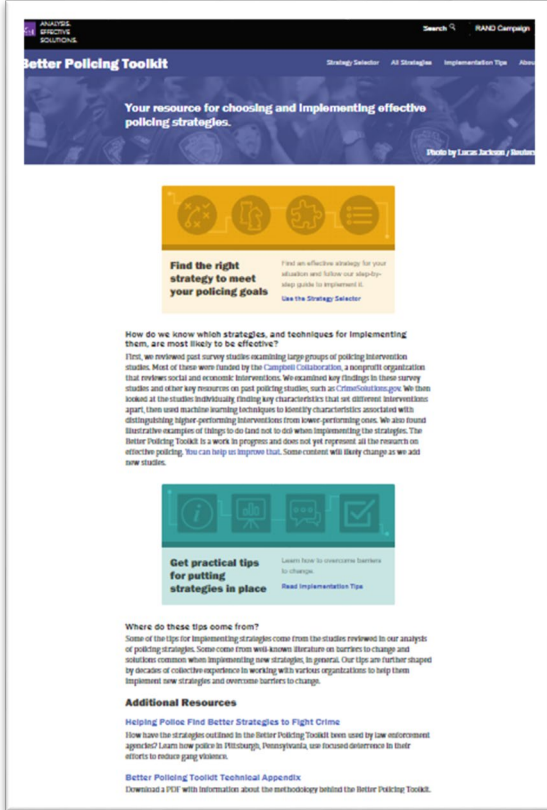 ANALYSIS.
EFFECTIVE
SOLUTIONS.
Search
RAND Campaign
Better Policing Toolkit
Strategy Selector
All Strategies
Implementation Tips
Abou
Your resource for choosing and implementing effective
policing strategies.
Photo by Lucas Jackson / Reuters
Find the right
strategy to meet
your policing goals
Find an effective strategy for your
situation and follow our step-by-
step guide to implement it.
Use the Strategy Selector
How do we know which strategies, and techniques for implementing
them, are most likely to be effective?
First, we reviewed past survey studies examining large groups of policing intervention
studies. Most of these were funded by the Campbell Collaboration, a nonprofit organization
that reviews social and economic interventions. We examined key findings in these survey
studies and other key resources on past policing studies, such as CrimeSolutions.gov. We then
looked at the studies individually, finding key characteristics that set different interventions
apart, then used machine learning techniques to identify characteristics associated with
distinguishing higher-performing interventions from lower-performing ones. We also found
illustrative examples of things to do (and not to do) when implementing the strategies. The
Better Policing Toolkit is a work in progress and does not yet represent all the research on
effective policing. You can help us improve that. Some content will likely change as we add
new studies.
Get practical tips
for putting
strategies in place
Learn how to overcome barriers
to change.
Read Implementation Tips
Where do these tips come from?
Some of the tips for implementing strategies come from the studies reviewed in our analysis
of policing strategies. Some come from well-known literature on barriers to change and
solutions common when implementing new strategies, in general. Our tips are further shaped
by decades of collective experience in working with various organizations to help them
implement new strategies and overcome barriers to change.
Additional Resources
Helping Police Find Better Strategies to Fight Crime
How have the strategies outlined in the Better Policing Toolkit been used by law enforcement
agencies? Learn how police in Pittsburgh, Pennsylvania, use focused deterrence in their
efforts to reduce gang violence.
Better Policing Toolkit Technical Appendix
Download a PDF with information about the methodology behind the Better Policing Toolkit.